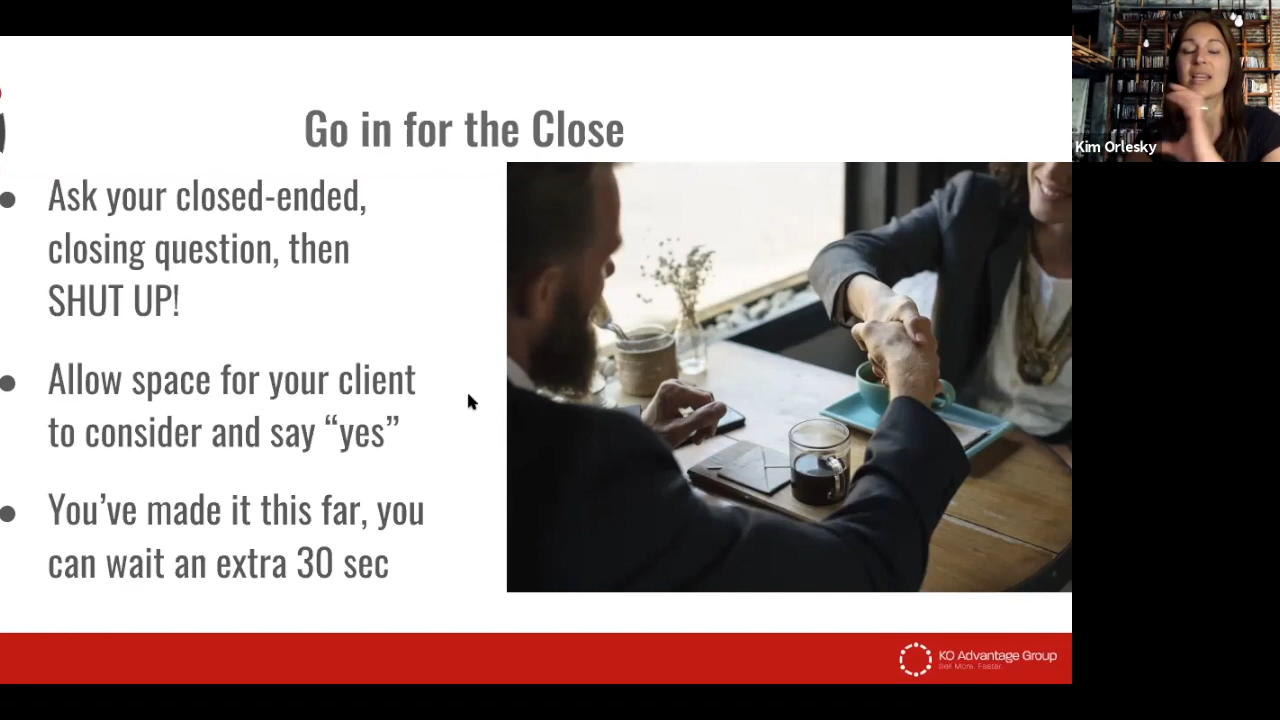 Go in for the Close
Kim Orlesky
● Ask your closed-ended,
closing question, then
SHUT UP!
● Allow space for your client
to consider and say “yes”
● You’ve made it this far, you
can wait an extra 30 sec
KO Advantage Group
Sell More. Faster.